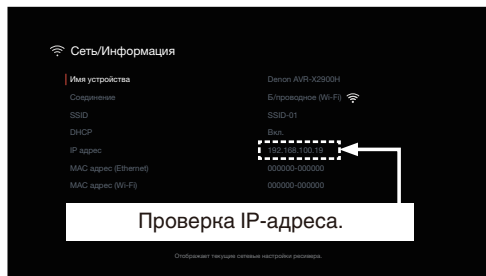 Сеть/Информация
Имя устройства Denon AVR-X2900H
Соединение Б/проводное (Wi-Fi)
SSID SSID-01
DHCP Вкл.
IP адрес 192.168.100.19
MAC адрес (Ethernet) 000000-000000
MAC адрес (Wi-Fi) 000000-000000
Проверка IP-адреса.
Отображает текущие сетевые настройки ресивера.